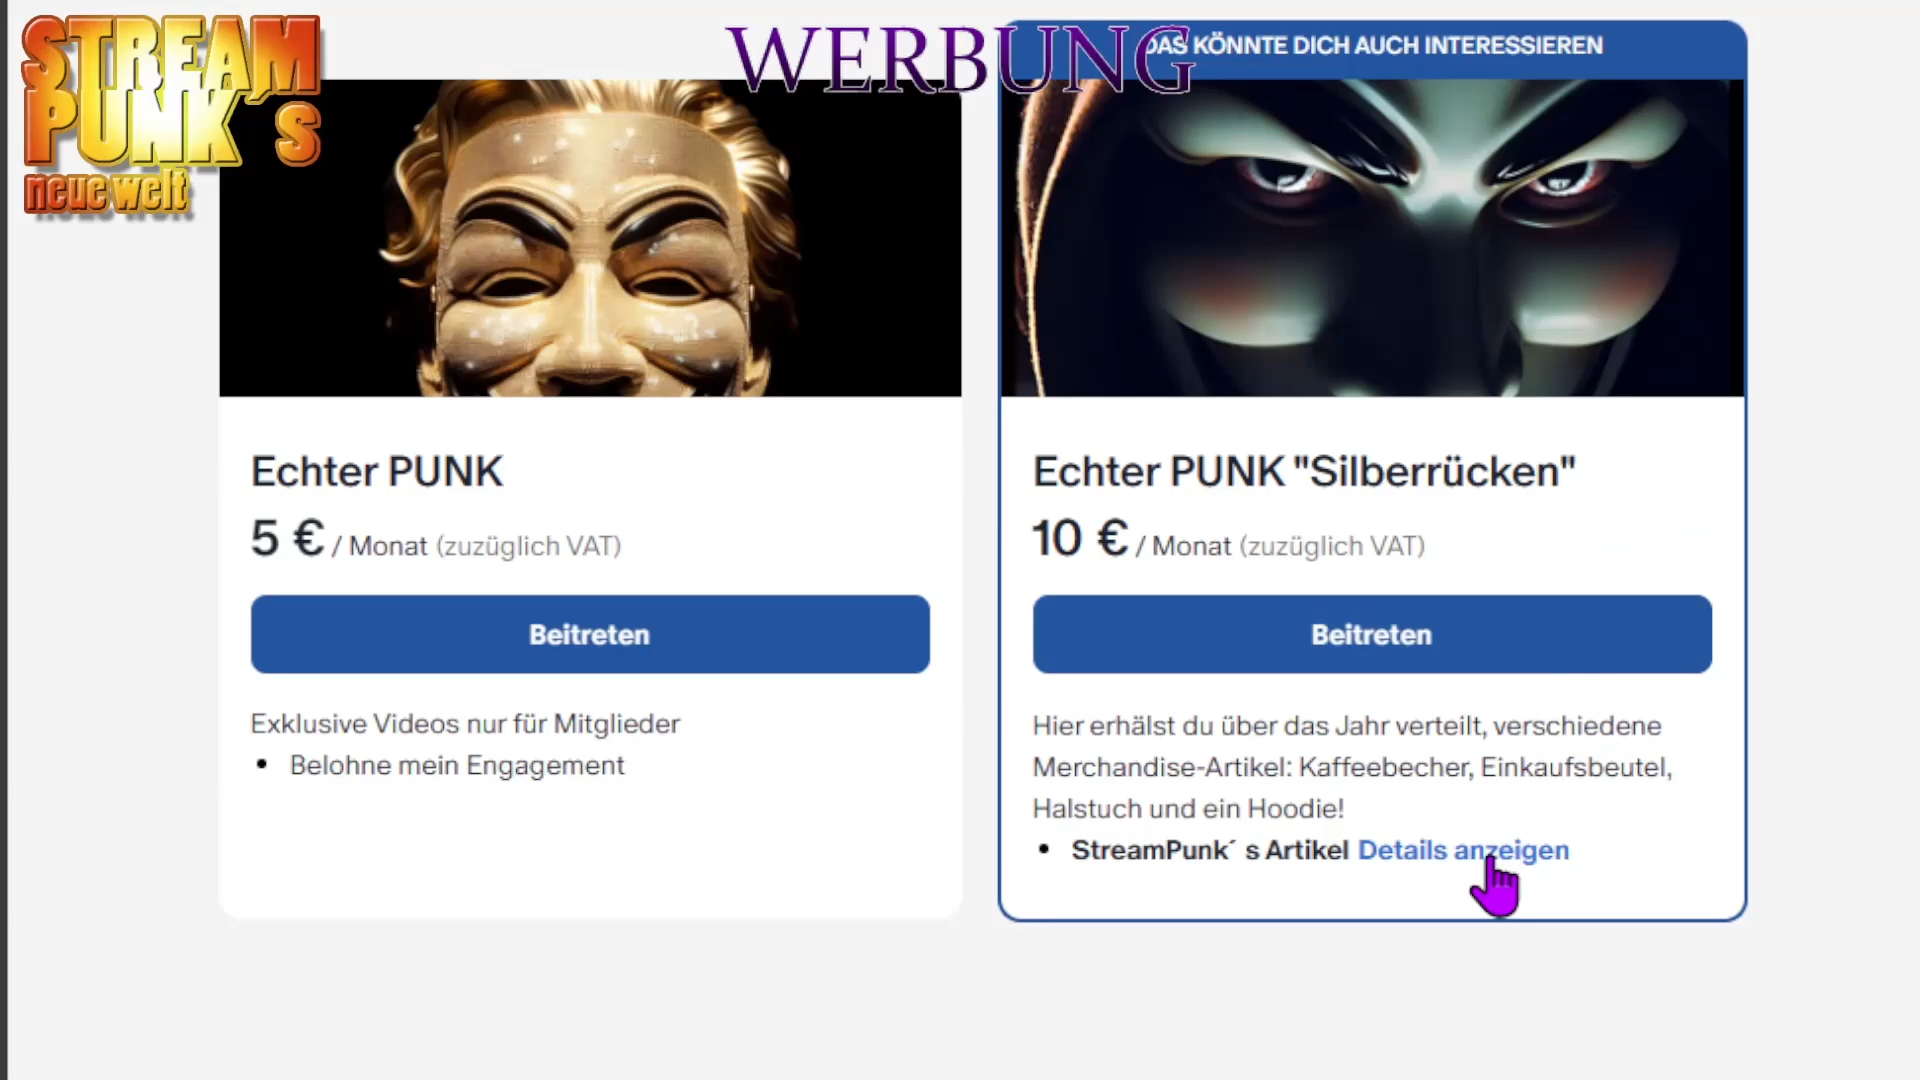 STREAM
PUNK´s
neue welt
WERBUNG
DAS KÖNNTE DICH AUCH INTERESSIEREN
Echter PUNK
5 € / Monat (zuzüglich VAT)
Beitreten
Exklusive Videos nur für Mitglieder
• Belohne mein Engagement
Echter PUNK "Silberrücken"
10 € / Monat (zuzüglich VAT)
Beitreten
Hier erhälst du über das Jahr verteilt, verschiedene
Merchandise-Artikel: Kaffeebecher, Einkaufsbeutel,
Halstuch und ein Hoodie!
• StreamPunk´ s Artikel Details anzeigen